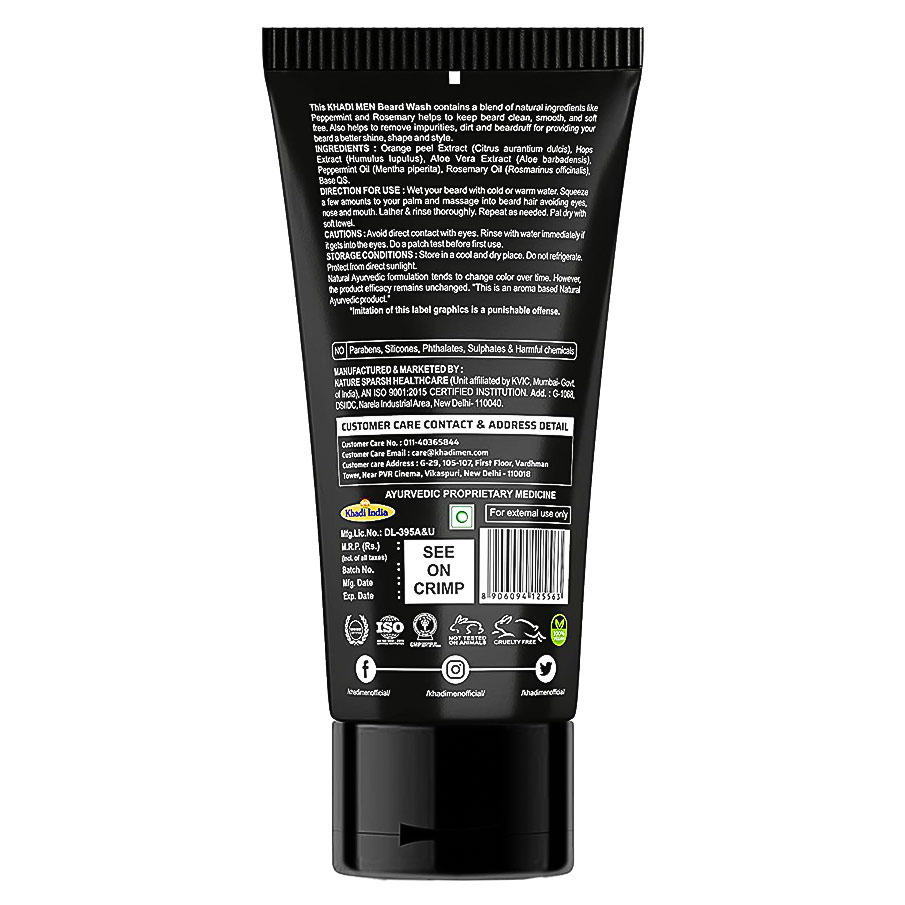 This KHADI MEN Beard Wash contains a blend of natural ingredients like
Peppermint and Rosemary helps to keep beard clean, smooth, and soft
free. Also helps to remove impurities, dirt and beardruff for providing your
beard a better shine, shape and style.
INGREDIENTS : Orange peel Extract (Citrus aurantium dulcis), Hops
Extract (Humulus lupulus), Aloe Vera Extract (Aloe barbadensis),
Peppermint Oil (Mentha piperita), Rosemary Oil (Rosmarinus officinalis),
Base QS.
DIRECTION FOR USE : Wet your beard with cold or warm water. Squeeze
a few amounts to your palm and massage into beard hair avoiding eyes,
nose and mouth. Lather & rinse thoroughly. Repeat as needed. Pat dry with
soft towel.
CAUTIONS : Avoid direct contact with eyes. Rinse with water immediately if
it gets into the eyes. Do a patch test before first use.
STORAGE CONDITIONS : Store in a cool and dry place. Do not refrigerate.
Protect from direct sunlight.
Natural Ayurvedic formulation tends to change color over time. However,
the product efficacy remains unchanged. "This is an aroma based Natural
Ayurvedic product."
"Imitation of this label graphics is a punishable offense.
NO Parabens, Silicones, Phthalates, Sulphates & Harmful chemicals
MANUFACTURED & MARKETED BY :
NATURE SPARSH HEALTHCARE (Unit affiliated by KVIC, Mumbai- Govt.
of India), AN ISO 9001:2015 CERTIFIED INSTITUTION. Add. : G-1068,
DSIDC, Narela Industrial Area, New Delhi- 110040.
CUSTOMER CARE CONTACT & ADDRESS DETAIL
Customer Care No. : 011-40365844
Customer Care Email : care@khadimen.com
Customer care Address : G-29, 105-107, First Floor, Vardhman
Tower, Near PVR Cinema, Vikaspuri, New Delhi - 110018
AYURVEDIC PROPRIETARY MEDICINE
Khadi India
For external use only
Mfg.Lic.No.: DL-395A&U
M.R.P. (Rs.) :
(Incl. of all taxes)
Batch No. :
Mfg. Date :
Exp. Date :
SEE
ON
CRIMP
8 906094 125563
ISO
GMP
NOT TESTED
ON ANIMALS
CRUELTY FREE
100%
/khadimenofficial/ /khadimenofficial/ /khadimenofficial/